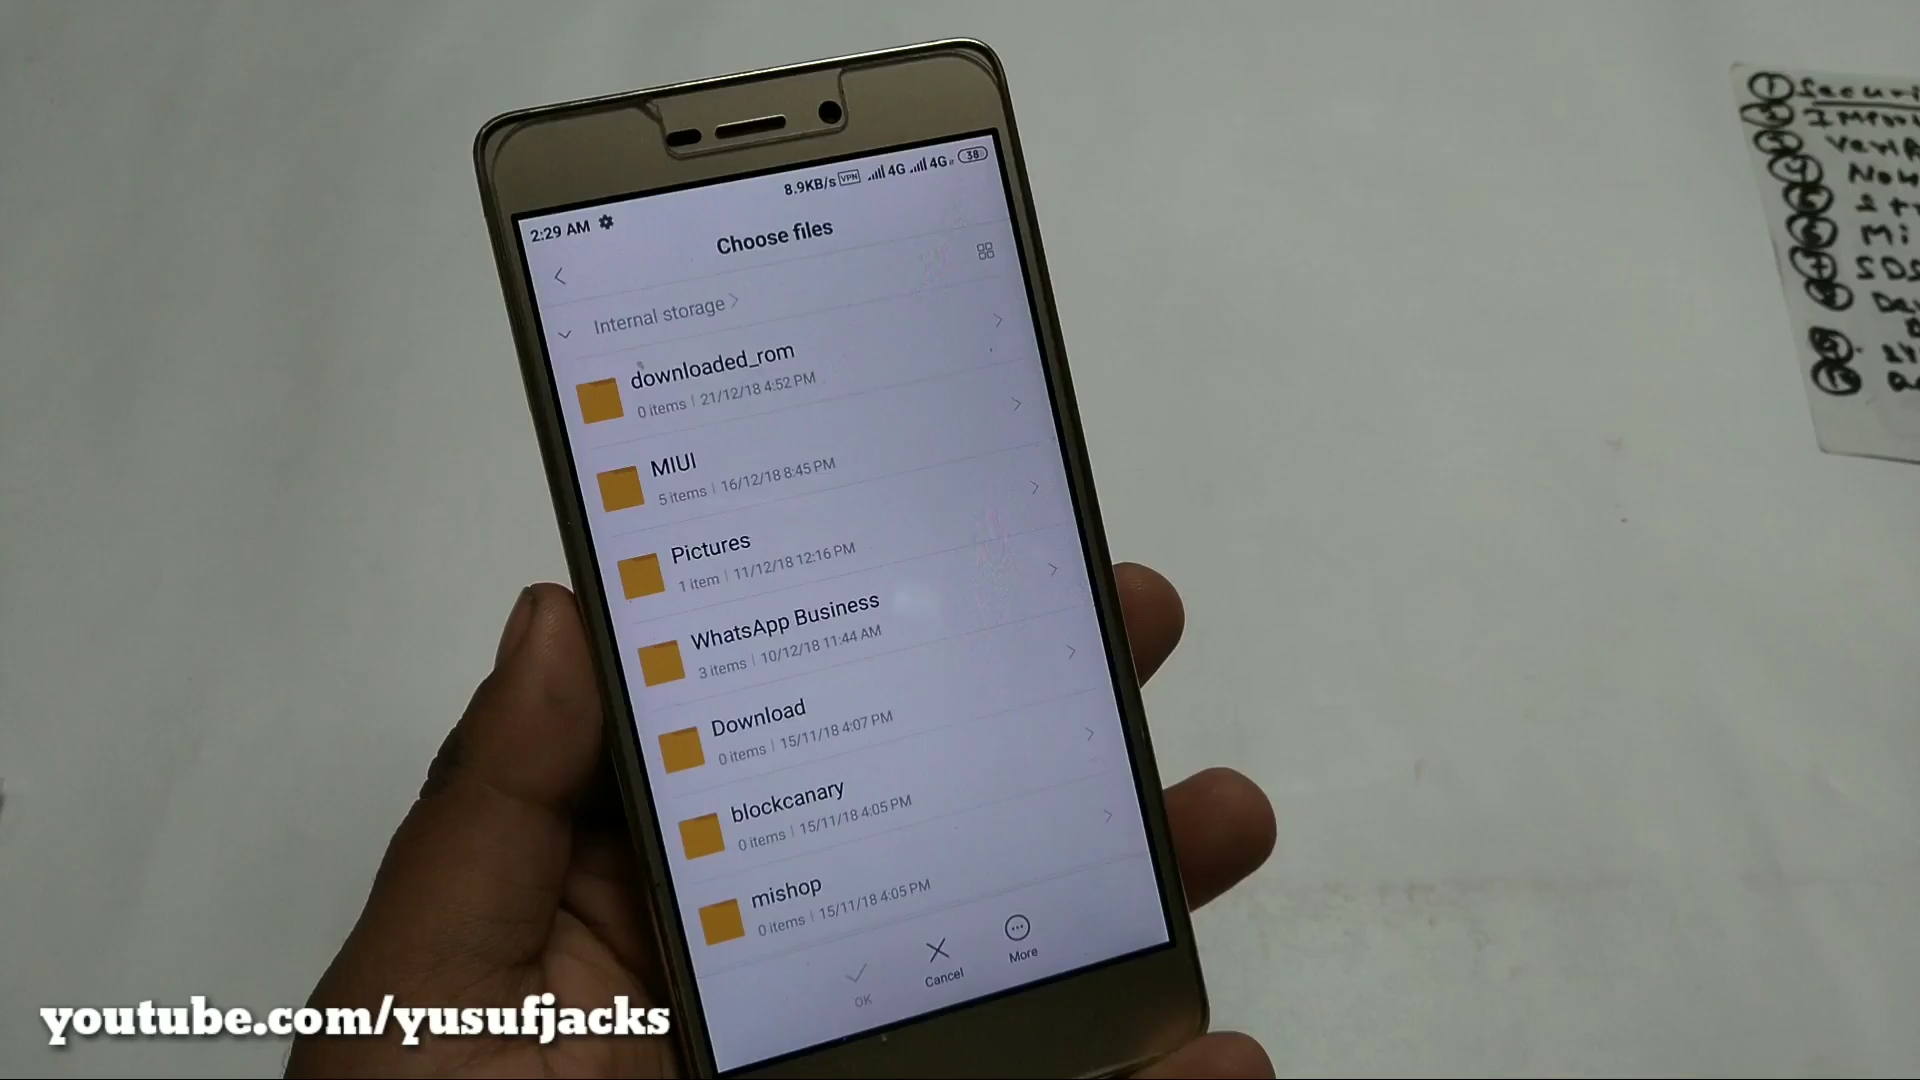 8.9KB/s VPN 4G 4G 38
2:29 AM
Choose files
Internal storage >
downloaded_rom
0 items | 21/12/18 4:52 PM
MIUI
5 items | 16/12/18 8:45 PM
Pictures
1 item | 11/12/18 12:16 PM
WhatsApp Business
3 items | 10/12/18 11:44 AM
Download
0 items | 15/11/18 4:07 PM
blockcanary
0 items | 15/11/18 4:05 PM
mishop
0 items | 15/11/18 4:05 PM
OK
Cancel
More
youtube.com/yusufjacks